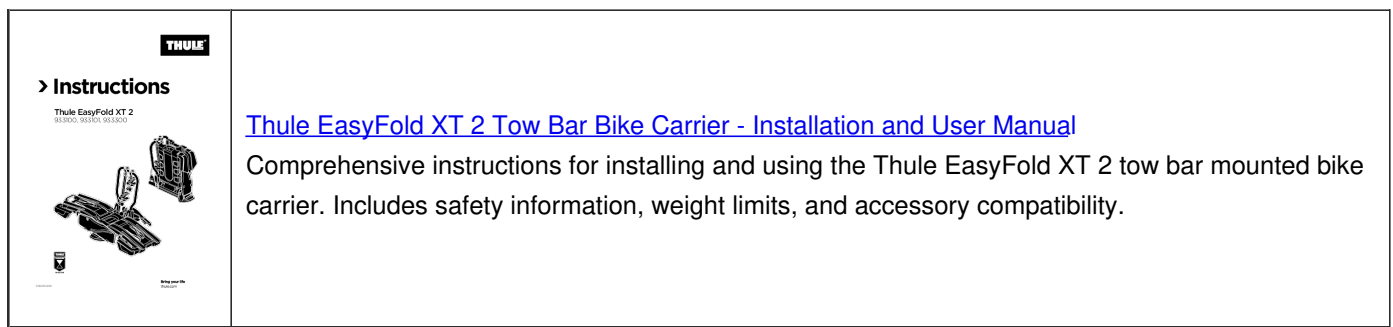 THULE
› Instructions
Thule EasyFold XT 2
933100, 933101, 933300
Bring your life
thule.com
Thule EasyFold XT 2 Tow Bar Bike Carrier - Installation and User Manual
Comprehensive instructions for installing and using the Thule EasyFold XT 2 tow bar mounted bike
carrier. Includes safety information, weight limits, and accessory compatibility.